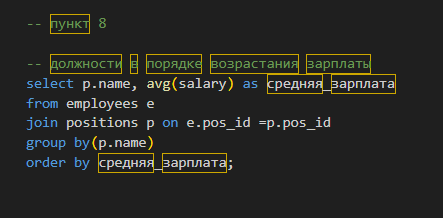 -- пункт 8
-- должности в порядке возрастания зарплаты
select p.name, avg(salary) as средняя_зарплата
from employees e
join positions p on e.pos_id =p.pos_id
group by(p.name)
order by средняя_зарплата;